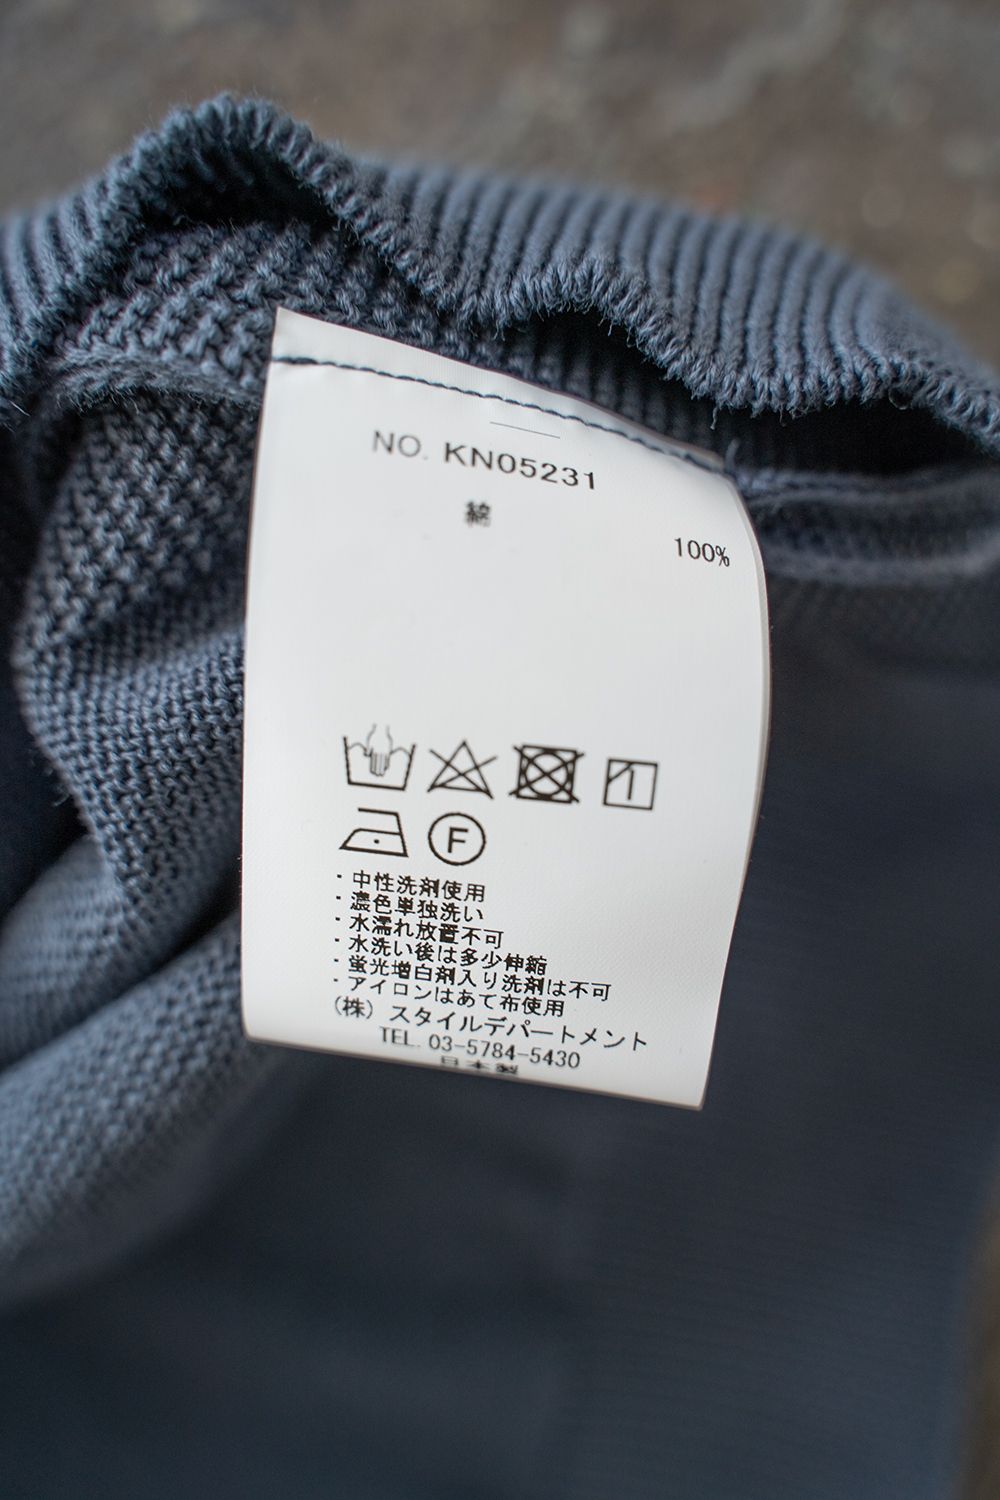 NO. KN05231
綿
100%
F
・中性洗剤使用
・濃色単独洗い
・水濡れ放置不可
・水洗い後は多少伸縮
・蛍光増白剤入り洗剤は不可
・アイロンはあて布使用
(株) スタイルデパートメント
TEL. 03-5784-5430
日本製